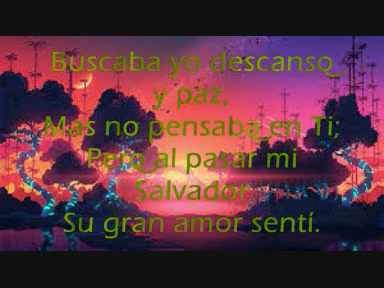 Buscaba yo descanso
y paz,
Mas no pensaba en Ti;
Pero al pasar mi
Salvador
Su gran amor sentí.